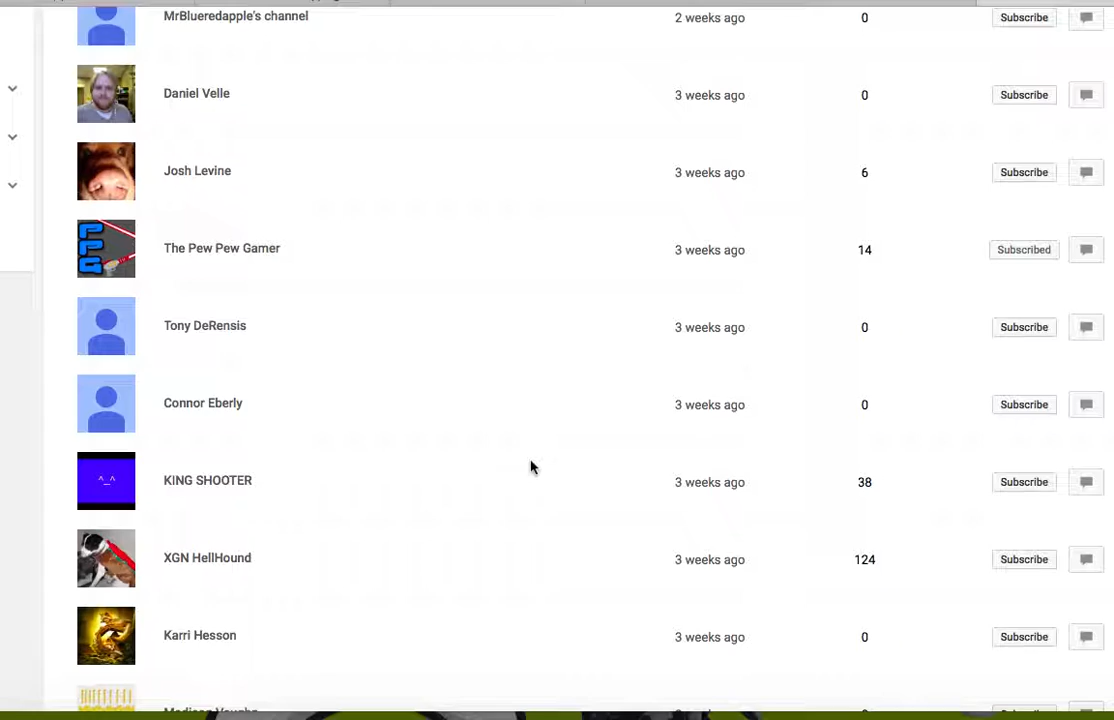 MrBlueredapple's channel 2 weeks ago 0 Subscribe
Daniel Velle 3 weeks ago 0 Subscribe
Josh Levine 3 weeks ago 6 Subscribe
PPG The Pew Pew Gamer 3 weeks ago 14 Subscribed
Tony DeRensis 3 weeks ago 0 Subscribe
Connor Eberly 3 weeks ago 0 Subscribe
^_^ KING SHOOTER 3 weeks ago 38 Subscribe
XGN HellHound 3 weeks ago 124 Subscribe
Karri Hesson 3 weeks ago 0 Subscribe